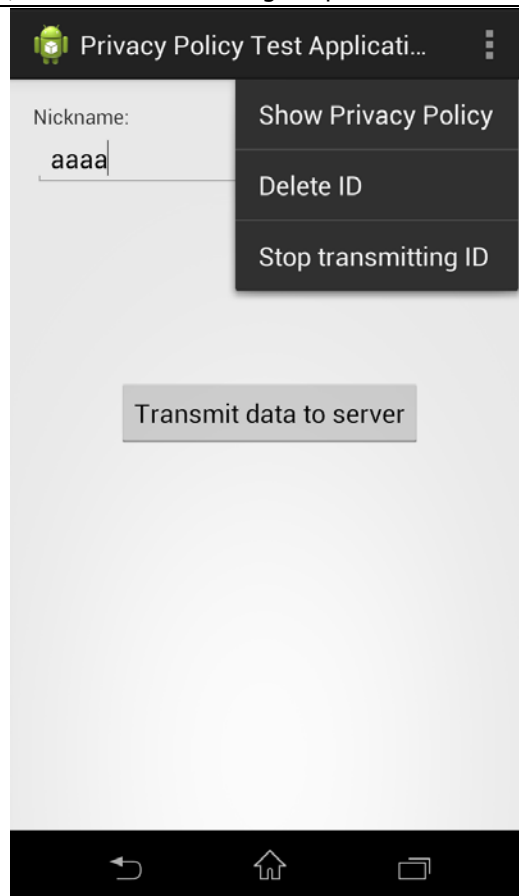 Privacy Policy Test Applicati...
Nickname:
aaaa
Show Privacy Policy
Delete ID
Stop transmitting ID
Transmit data to server